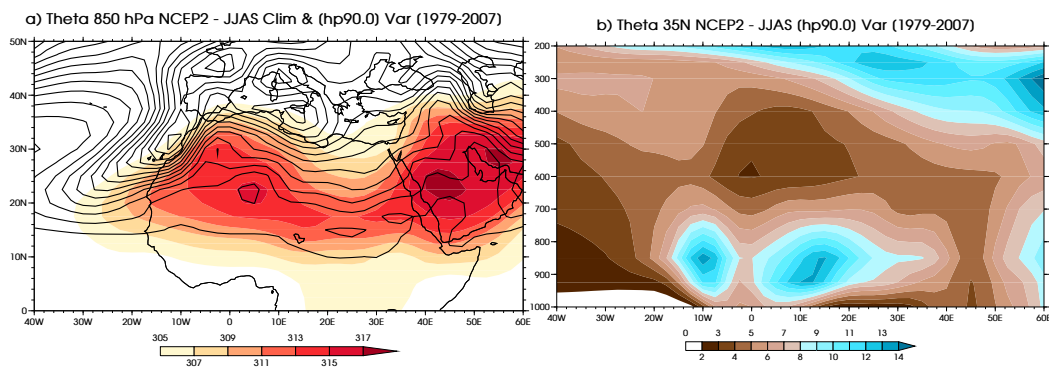 a) Theta 850 hPa NCEP2 - JJAS Clim & [hp90.0] Var [1979-2007]
50N
40N
30N
20N
10N
0
40W 30W 20W 10W 0 10E 20E 30E 40E 50E 60E
305 309 313 317
307 311 315
b) Theta 35N NCEP2 - JJAS [hp90.0] Var [1979-2007]
200
300
400
500
600
700
800
900
1000
40W 30W 20W 10W 0 10E 20E 30E 40E 50E 60E
0 3 5 7 9 11 13
2 4 6 8 10 12 14